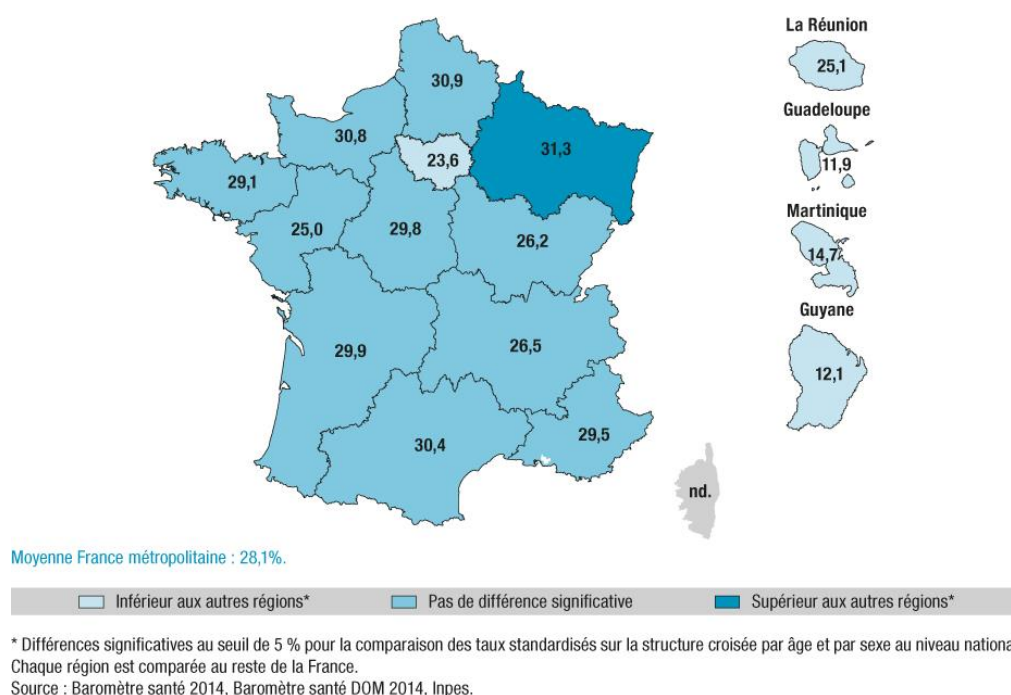 La Réunion
25,1
30,9
Guadeloupe
30,8
31,3
23,6
11,9
29,1
Martinique
25,0
29,8
26,2
14,7
Guyane
29,9
26,5
12,1
30,4
29,5
nd.
Moyenne France métropolitaine : 28,1%.
Inférieur aux autres régions* Pas de différence significative Supérieur aux autres régions*
* Différences significatives au seuil de 5 % pour la comparaison des taux standardisés sur la structure croisée par âge et par sexe au niveau
Chaque région est comparée au reste de la France.
Source : Baromètre santé 2014, Baromètre santé DOM 2014, Inpes.